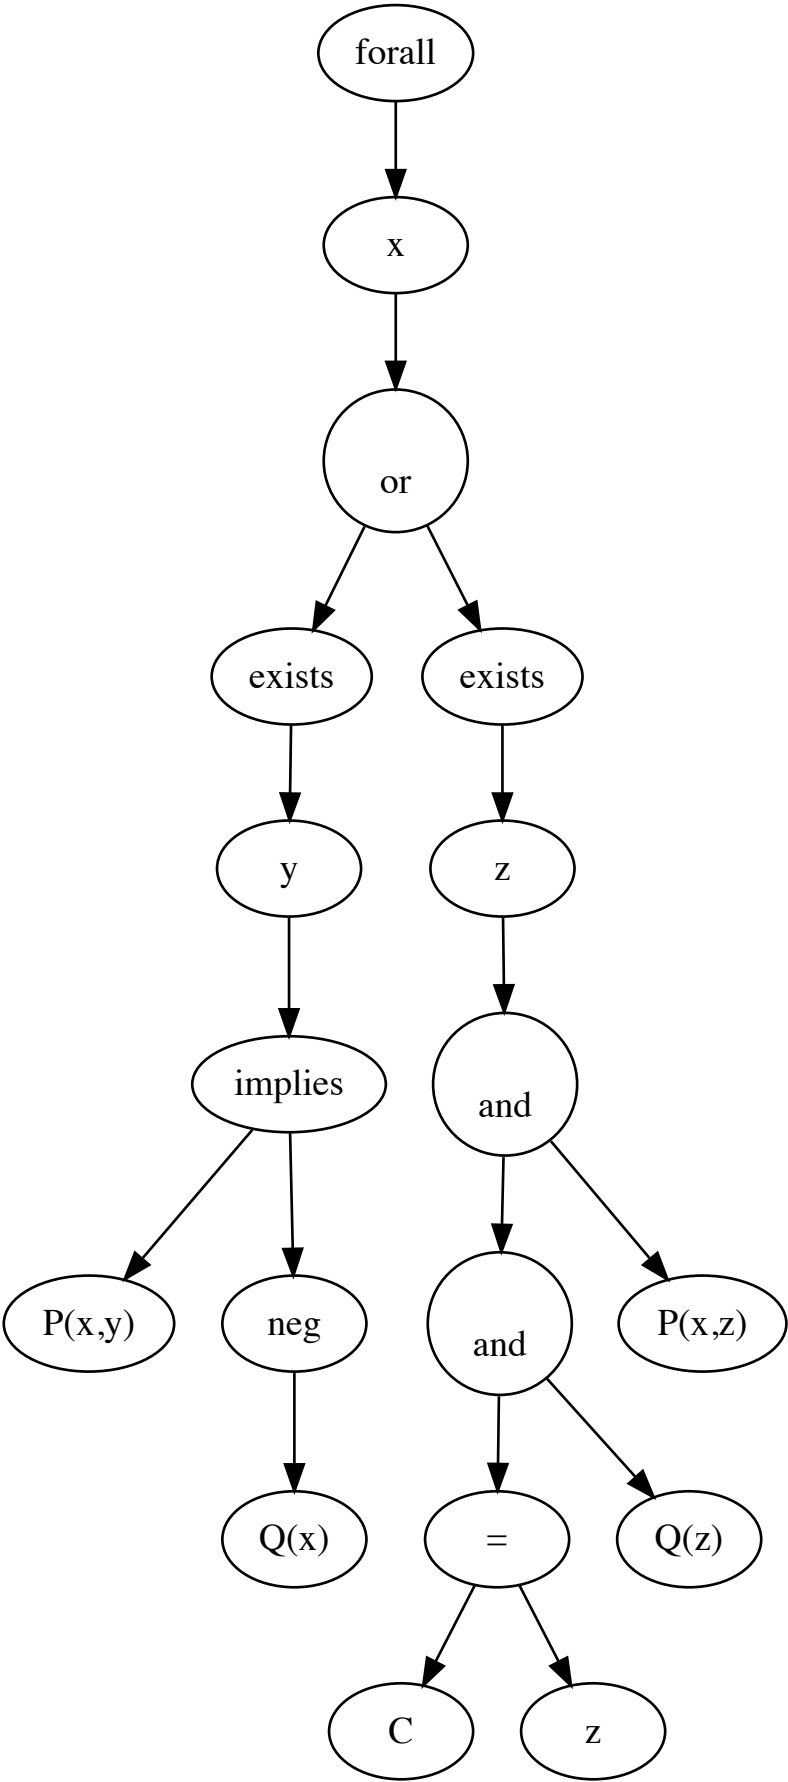 forall
x
or
exists
exists
y
z
implies
and
P(x,y)
neg
and
P(x,z)
Q(x)
=
Q(z)
C
z